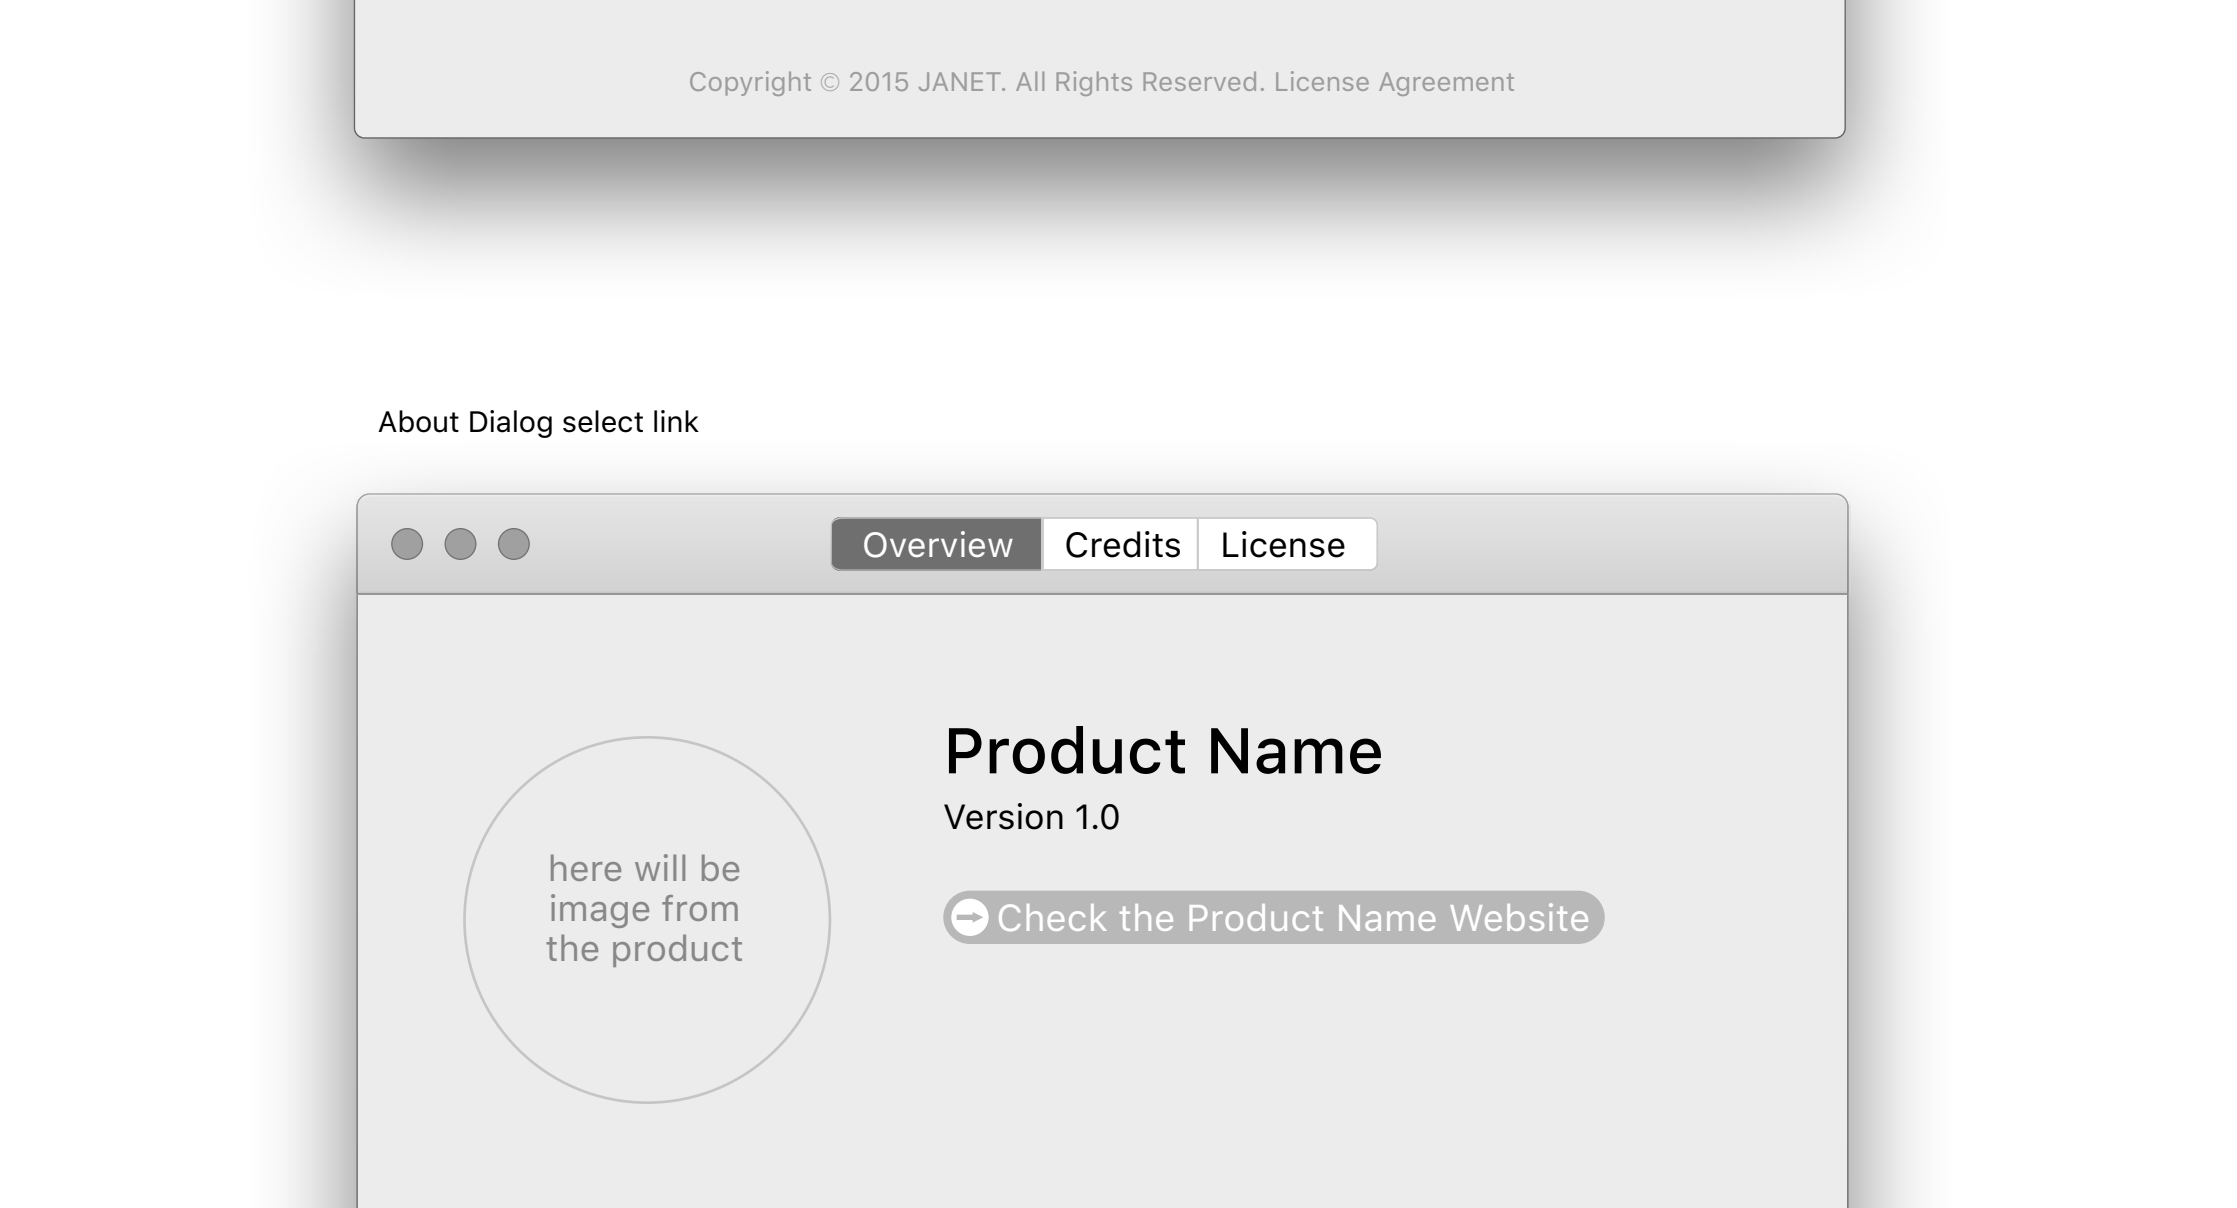 Copyright © 2015 JANET. All Rights Reserved. License Agreement
About Dialog select link
Overview Credits License
Product Name
Version 1.0
here will be
image from
the product
Check the Product Name Website